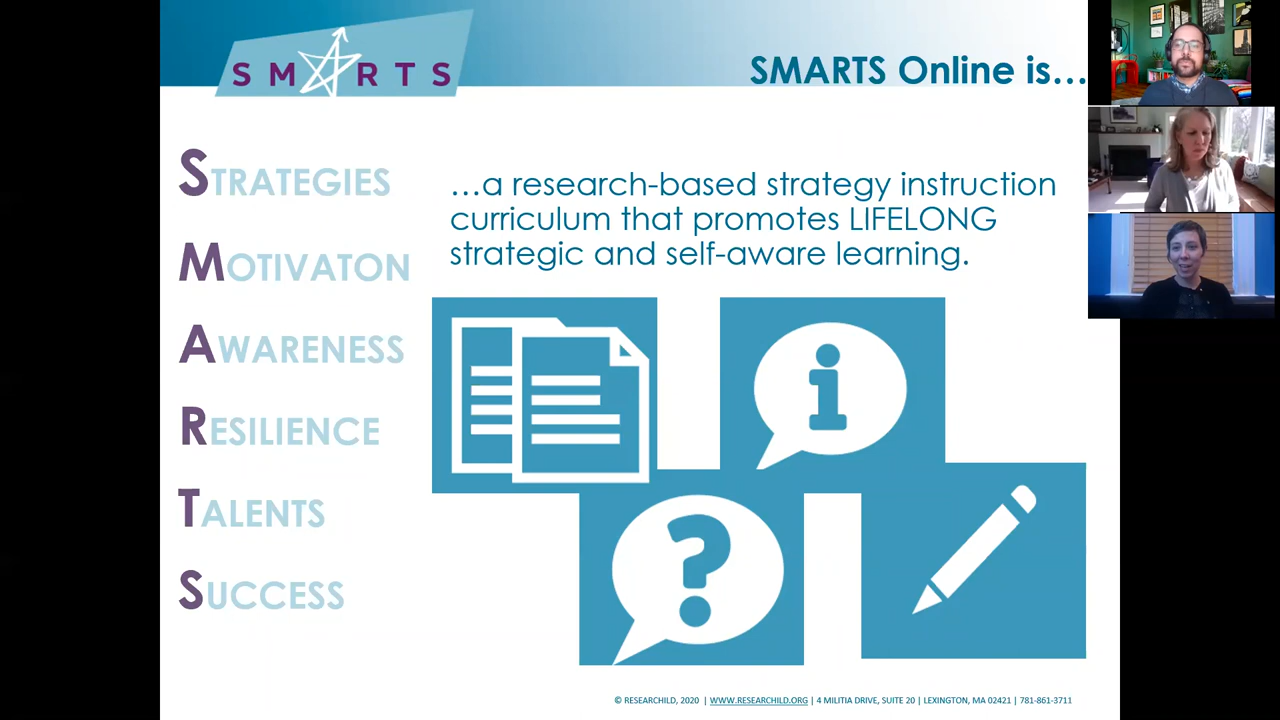 SMARTS
SMARTS Online is...
STRATEGIES
MOTIVATON
AWARENESS
RESILIENCE
TALENTS
SUCCESS
...a research-based strategy instruction
curriculum that promotes LIFELONG
strategic and self-aware learning.
i
?
© RESEARCHILD, 2020 | WWW.RESEARCHILD.ORG | 4 MILITIA DRIVE, SUITE 20 | LEXINGTON, MA 02421 | 781-861-3711